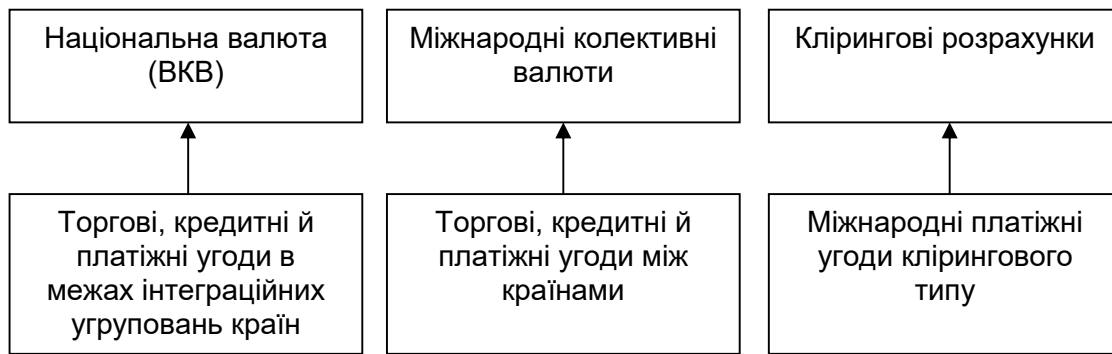 Національна валюта
(ВКВ)
Міжнародні колективні
валюти
Клірингові розрахунки
Торгові, кредитні й
платіжні угоди в
межах інтеграційних
угруповань країн
Торгові, кредитні й
платіжні угоди між
країнами
Міжнародні платіжні
угоди клірингового
типу